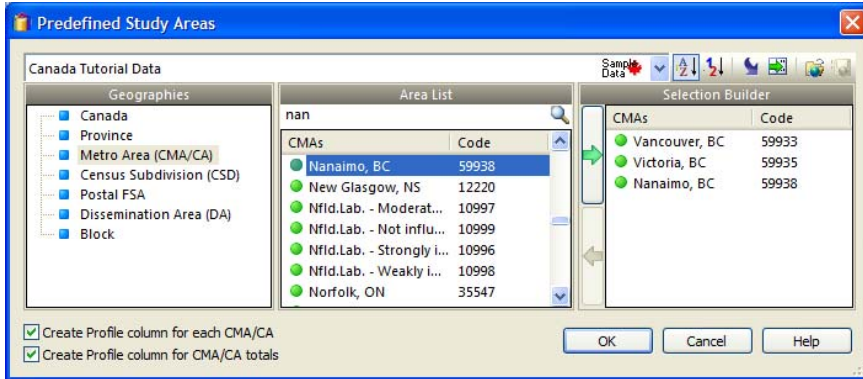 Predefined Study Areas
Canada Tutorial Data
Sample
Data
Geographies
Canada
Province
Metro Area (CMA/CA)
Census Subdivision (CSD)
Postal FSA
Dissemination Area (DA)
Block
Area List
nan
CMAs Code
Nanaimo, BC 59938
New Glasgow, NS 12220
Nfld.Lab. - Moderat... 10997
Nfld.Lab. - Not influ... 10999
Nfld.Lab. - Strongly i... 10996
Nfld.Lab. - Weakly i... 10998
Norfolk, ON 35547
Selection Builder
CMAs Code
Vancouver, BC 59933
Victoria, BC 59935
Nanaimo, BC 59938
Create Profile column for each CMA/CA
Create Profile column for CMA/CA totals
OK Cancel Help